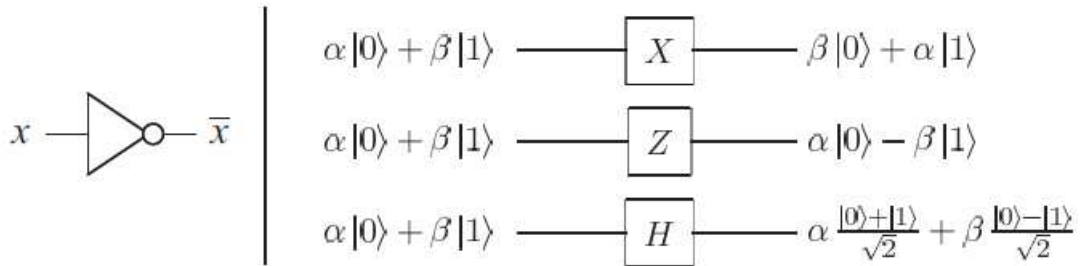 α|0⟩ + β|1⟩ X β|0⟩ + α|1⟩
x x̅ α|0⟩ + β|1⟩ Z α|0⟩ − β|1⟩
α|0⟩ + β|1⟩ H α |0⟩+|1⟩/√2 + β |0⟩−|1⟩/√2